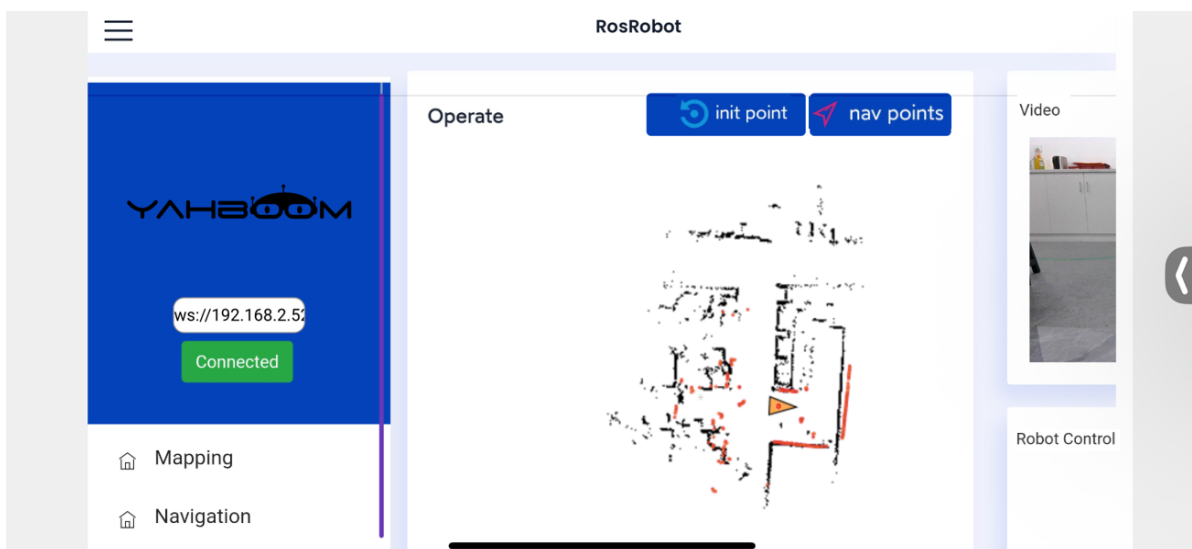 RosRobot
YAHBOOM
ws://192.168.2.52
Connected
Mapping
Navigation
Operate
init point
nav points
Video
Robot Control